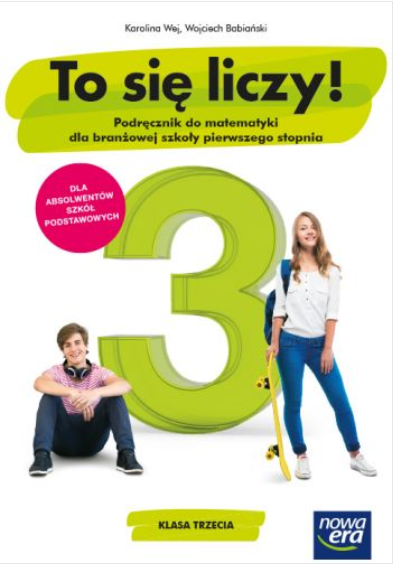 Karolina Wej, Wojciech Babiański
To się liczy!
Podręcznik do matematyki
dla branżowej szkoły pierwszego stopnia
DLA
ABSOLWENTÓW
SZKÓŁ
PODSTAWOWYCH
3
KLASA TRZECIA
nowa
era